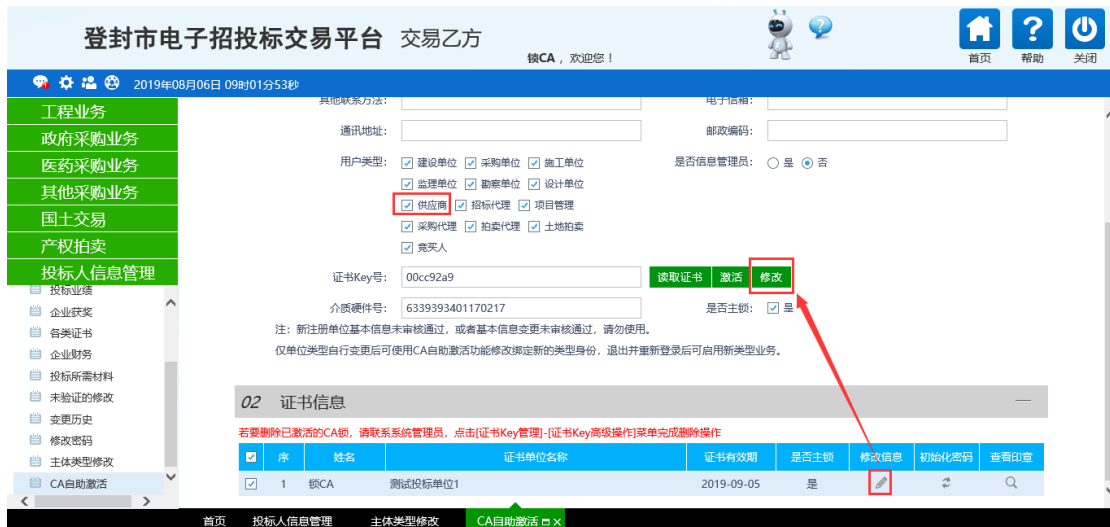 登封市电子招投标交易平台 交易乙方
锁CA ，欢迎您！
首页 帮助 关闭
2019年08月06日 09时01分53秒
工程业务
政府采购业务
医药采购业务
其他采购业务
国土交易
产权拍卖
投标人信息管理
投标业绩
企业获奖
各类证书
企业财务
投标所需材料
未验证的修改
变更历史
修改密码
主体类型修改
CA自助激活
其他联系方法： 电子信箱：
通讯地址： 邮政编码：
用户类型： 建设单位 采购单位 施工单位 是否信息管理员： 是 否
监理单位 勘察单位 设计单位
供应商 招标代理 项目管理
采购代理 拍卖代理 土地拍卖
竞买人
证书Key号： 00cc92a9 读取证书 激活 修改
介质硬件号： 6339393401170217 是否主锁： 是
注：新注册单位基本信息未审核通过，或者基本信息变更未审核通过，请勿使用。
仅单位类型自行变更后可使用CA自助激活功能修改绑定新的类型身份，退出并重新登录后可启用新类型业务。
02 证书信息
若要删除已激活的CA锁，请联系系统管理员，点击[证书Key管理]-[证书Key高级操作]菜单完成删除操作
序 姓名 证书单位名称 证书有效期 是否主锁 修改信息 初始化密码 查看印章
1 锁CA 测试投标单位1 2019-09-05 是
首页 投标人信息管理 主体类型修改 CA自助激活